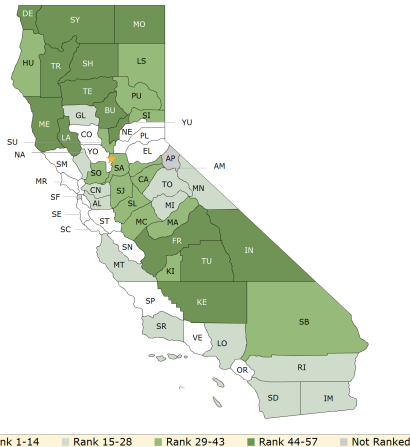 DE
SY
MO
HU
TR
SH
LS
TE
PU
ME
GL
BU
SI
LA
CO
NE
YU
SU
PL
NA
YO
EL
SM
SO
SA
AP
AM
MR
CN
SJ
CA
TO
MN
SF
AL
SL
MI
SE
ST
MC
MA
SC
SN
FR
IN
MT
KI
TU
SP
KE
SR
SB
VE
LO
OR
RI
SD
IM
nk 1-14
Rank 15-28
Rank 29-43
Rank 44-57
Not Ranked